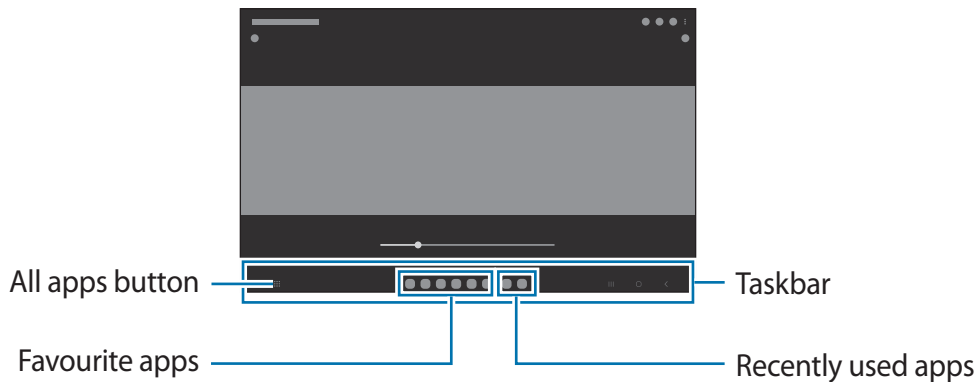 All apps button
Taskbar
Favourite apps
Recently used apps